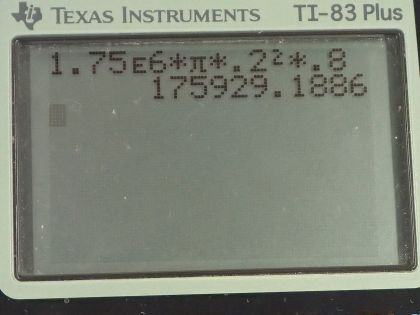 TEXAS INSTRUMENTS TI-83 Plus
1.75ᴇ6*π*.2²*.8
175929.1886